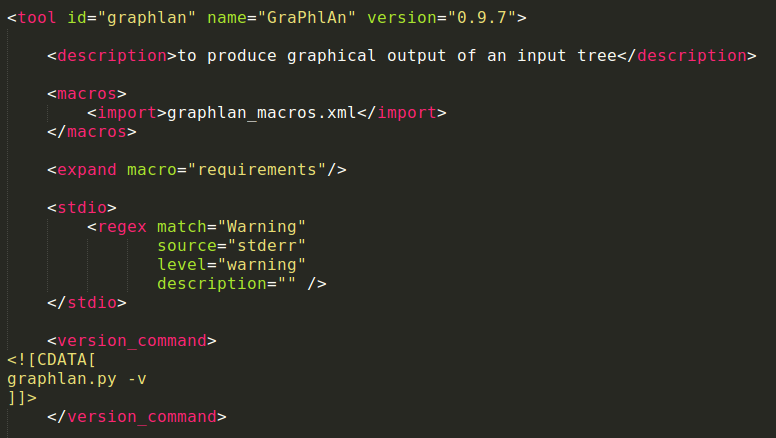 <tool id="graphlan" name="GraPhlAn" version="0.9.7">
<description>to produce graphical output of an input tree</description>
<macros>
<import>graphlan_macros.xml</import>
</macros>
<expand macro="requirements"/>
<stdio>
<regex match="Warning"
source="stderr"
level="warning"
description="" />
</stdio>
<version_command>
<![CDATA[
graphlan.py -v
]]>
</version_command>